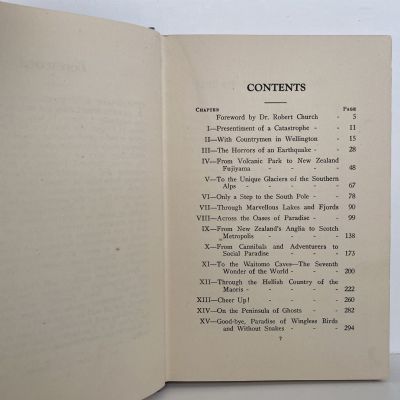 CONTENTS
CHAPTER PAGE
Foreword by Dr. Robert Church - 5
I—Presentiment of a Catastrophe - - 11
II—With Countrymen in Wellington - 15
III—The Horrors of an Earthquake - - 28
IV—From Volcanic Park to New Zealand
Fujiyama - - - - - 48
V—To the Unique Glaciers of the Southern
Alps - - - - - 67
VI—Only a Step to the South Pole - - 78
VII—Through Marvellous Lakes and Fjords 90
VIII—Across the Oases of Paradise - - 99
IX—From New Zealand's Anglia to Scotch
Metropolis - - - - 138
X—From Cannibals and Adventurers to
Social Paradise - - - - 173
XI—To the Waitomo Caves—The Seventh
Wonder of the World - - - - 200
XII—Through the Hellish Country of the
Maoris - - - - - 222
XIII—Cheer Up! - - - - 260
XIV—On the Peninsula of Ghosts - - 282
XV—Good-bye, Paradise of Wingless Birds
and Without Snakes - - - - 294
7